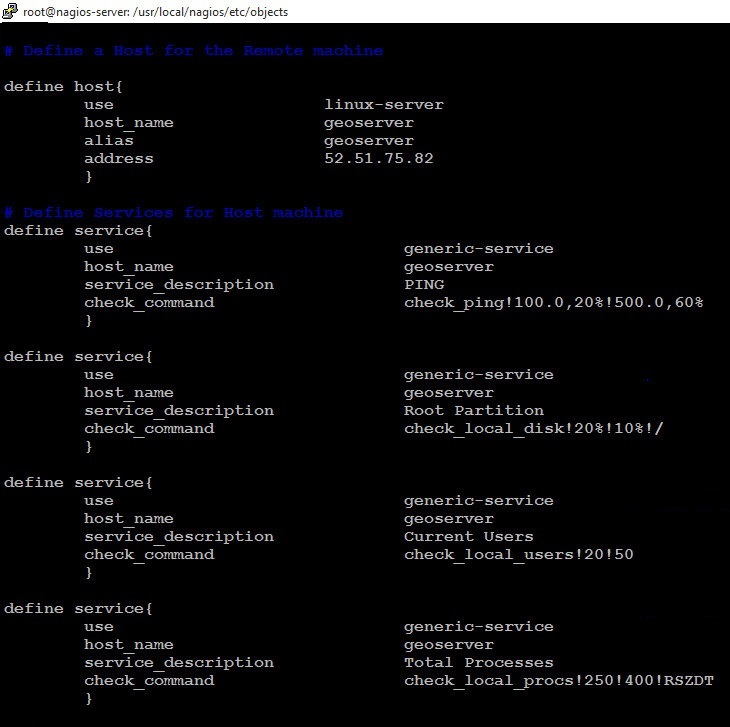 root@nagios-server: /usr/local/nagios/etc/objects
# Define a Host for the Remote machine
define host{
use linux-server
host_name geoserver
alias geoserver
address 52.51.75.82
}
# Define Services for Host machine
define service{
use generic-service
host_name geoserver
service_description PING
check_command check_ping!100.0,20%!500.0,60%
}
define service{
use generic-service
host_name geoserver
service_description Root Partition
check_command check_local_disk!20%!10%!/
}
define service{
use generic-service
host_name geoserver
service_description Current Users
check_command check_local_users!20!50
}
define service{
use generic-service
host_name geoserver
service_description Total Processes
check_command check_local_procs!250!400!RSZDT
}